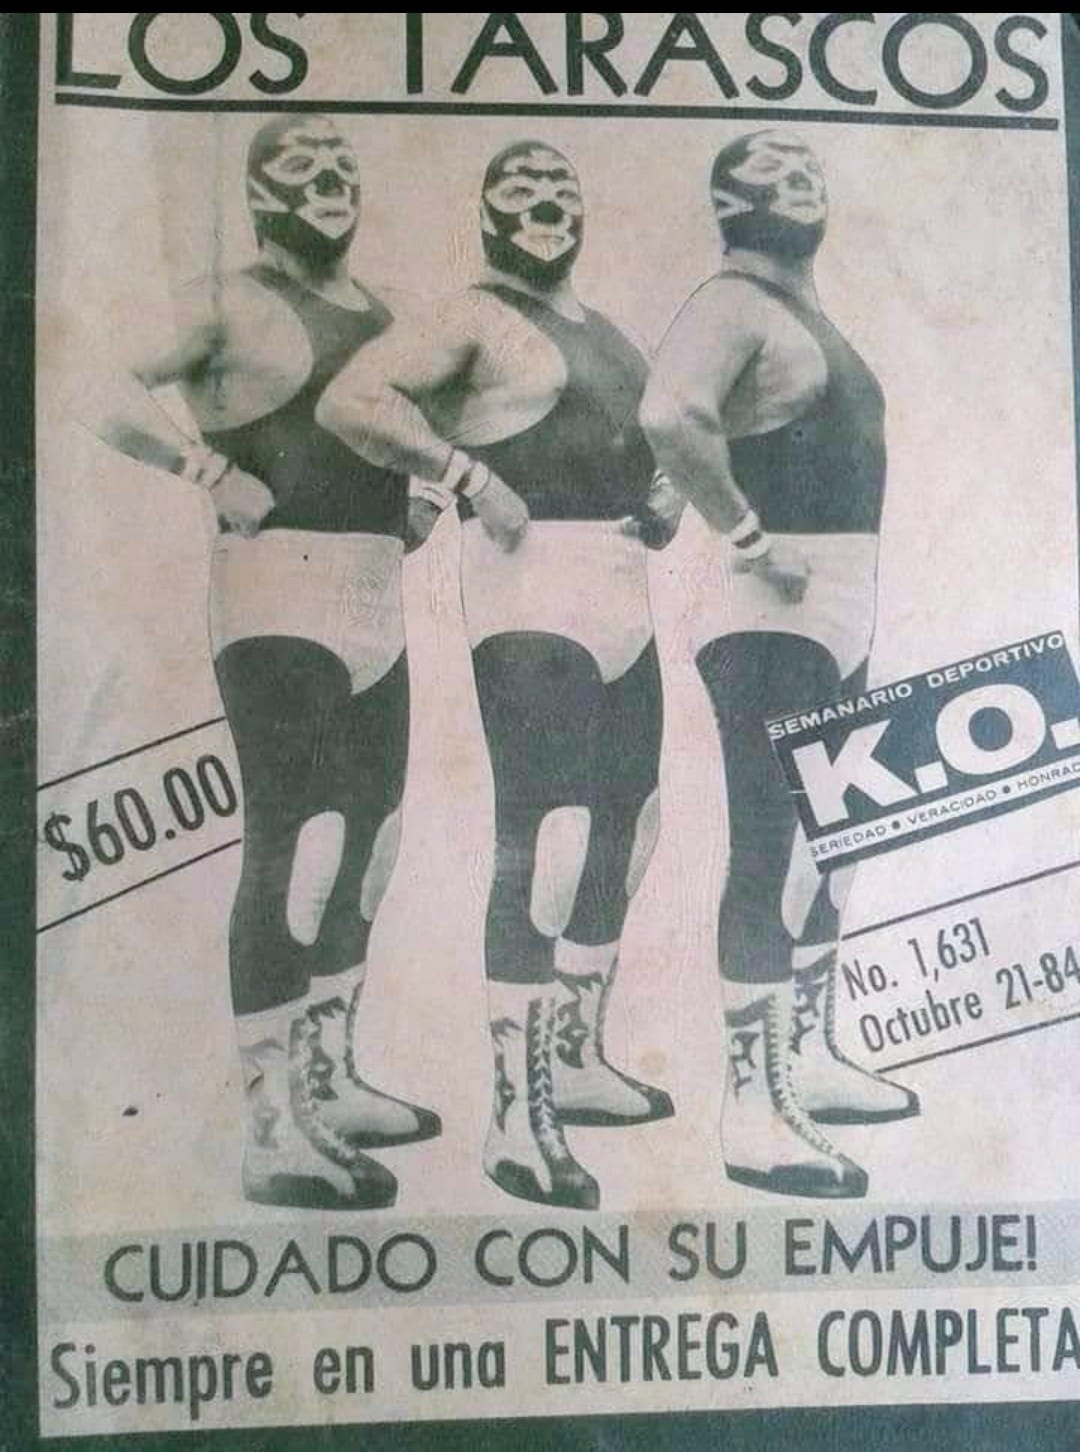 LOS TARASCOS
$60.00
SEMANARIO DEPORTIVO
K.O.
SERIEDAD • VERACIDAD • HONRAD
No. 1,631
Octubre 21-84
CUIDADO CON SU EMPUJE!
Siempre en una ENTREGA COMPLETA